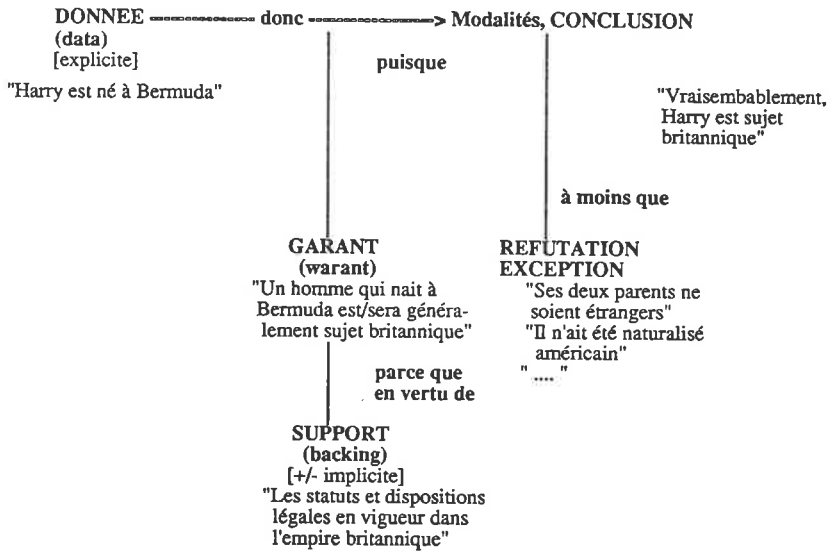 DONNEE donc Modalités, CONCLUSION
(data)
[explicite]
"Harry est né à Bermuda"
puisque
"Vraisembablement,
Harry est sujet
britannique"
à moins que
GARANT
(warant)
"Un homme qui nait à
Bermuda est/sera généra-
lement sujet britannique"
REFUTATION
EXCEPTION
"Ses deux parents ne
soient étrangers"
"Il n'ait été naturalisé
américain"
" .... "
parce que
en vertu de
SUPPORT
(backing)
[+/- implicite]
"Les statuts et dispositions
légales en vigueur dans
l'empire britannique"